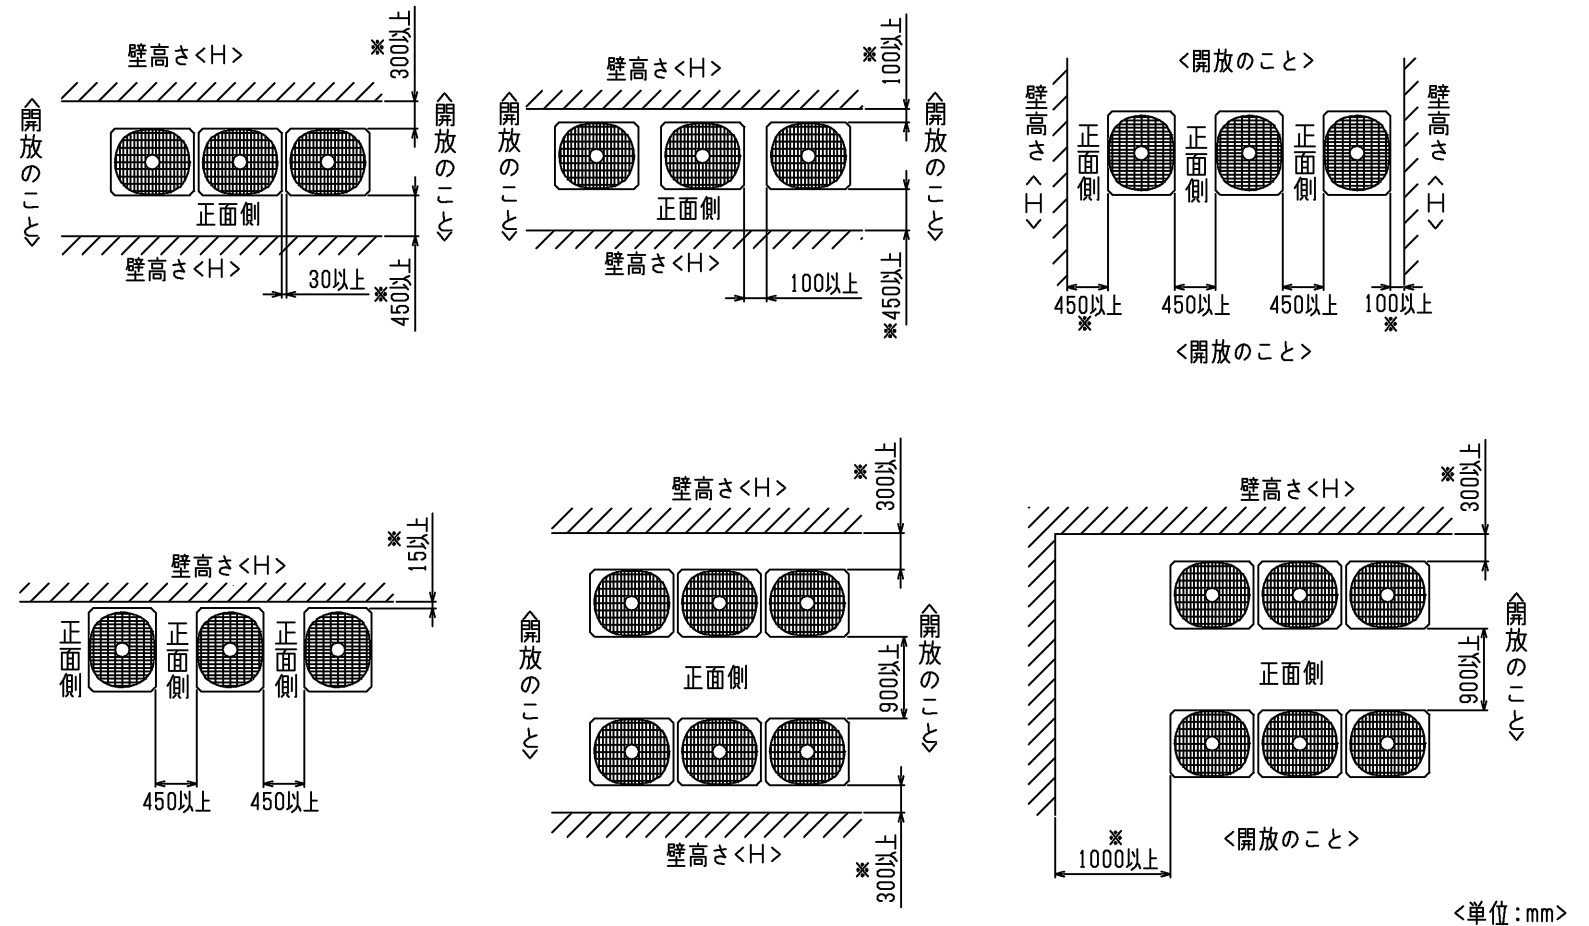 壁高さ<H>
※
300以上
<開放のこと>
<開放のこと>
正面側
壁高さ<H>
30以上
※
450以上
壁高さ<H>
※
100以上
<開放のこと>
<開放のこと>
正面側
壁高さ<H>
100以上
※450以上
<開放のこと>
壁高さ<H>
正面側
正面側
正面側
壁高さ<H>
450以上
※
450以上
450以上
100以上
※
<開放のこと>
壁高さ<H>
※
15以上
正面側
正面側
正面側
450以上
450以上
壁高さ<H>
※
300以上
<開放のこと>
正面側
900以上
<開放のこと>
壁高さ<H>
※
300以上
壁高さ<H>
※
300以上
正面側
900以上
<開放のこと>
※
1000以上
<開放のこと>
<単位:mm>